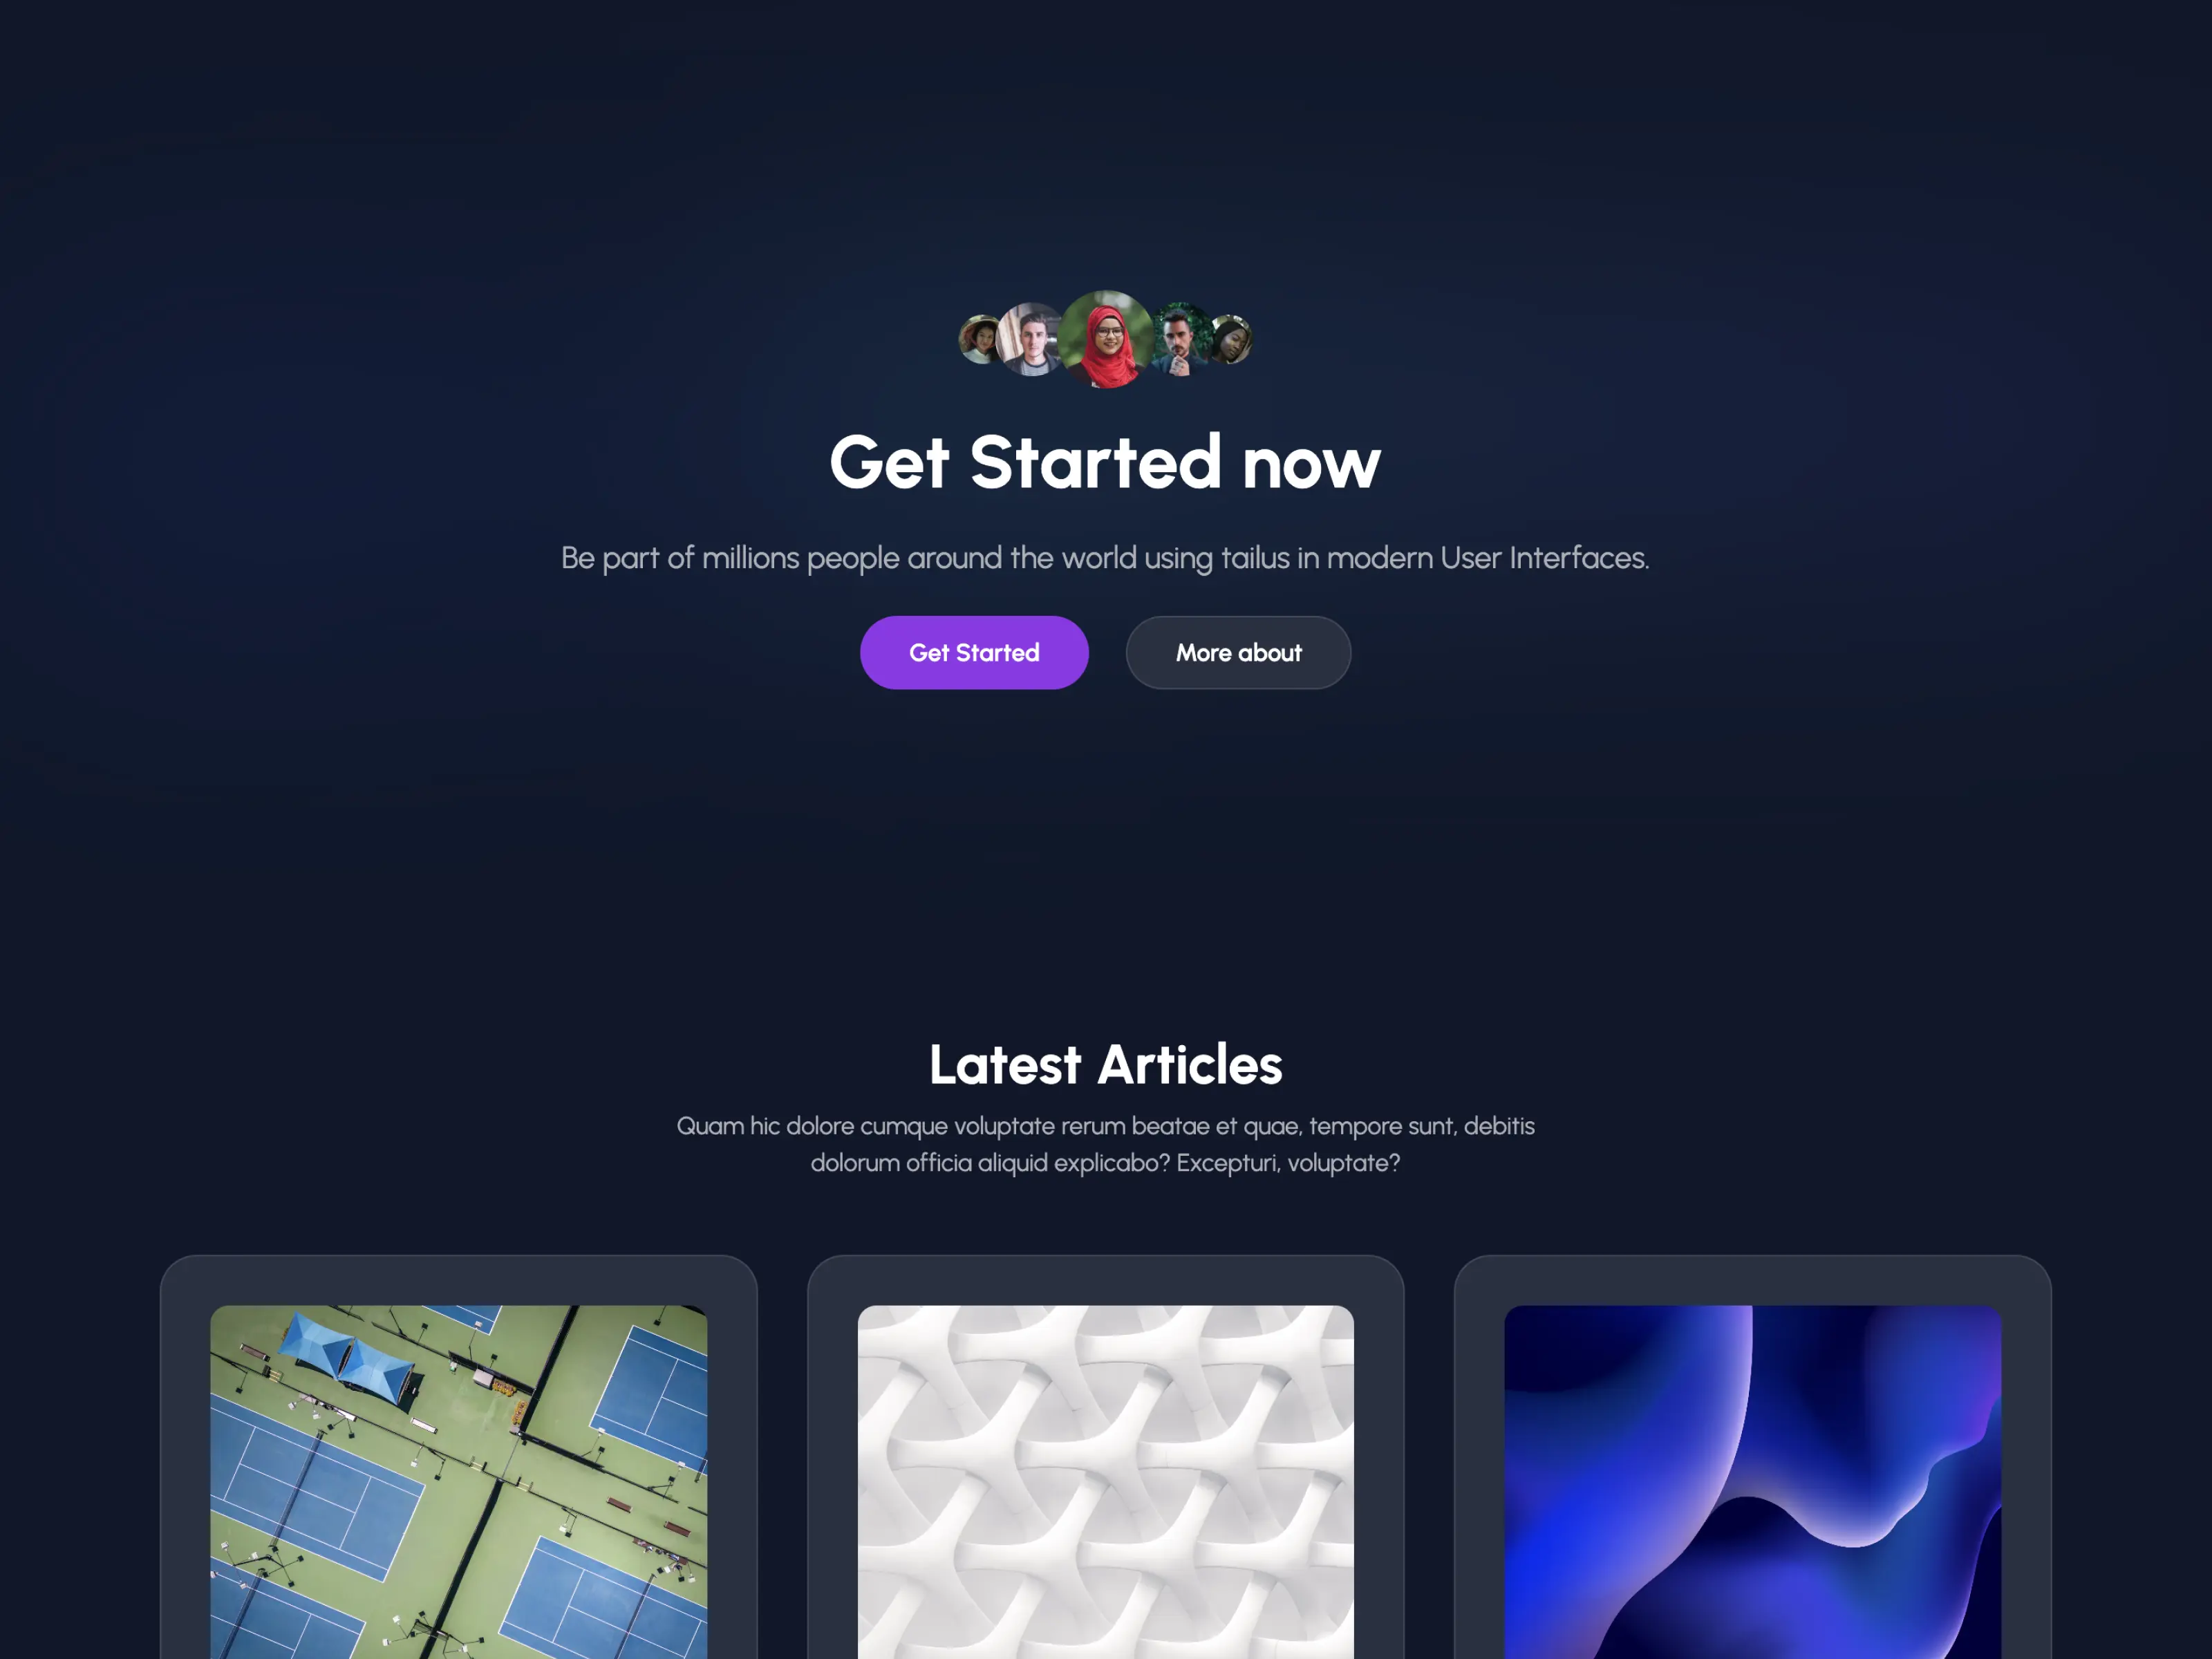 Get Started now
Be part of millions people around the world using tailus in modern User Interfaces.
Get Started
More about
Latest Articles
Quam hic dolore cumque voluptate rerum beatae et quae, tempore sunt, debitis
dolorum officia aliquid explicabo? Excepturi, voluptate?